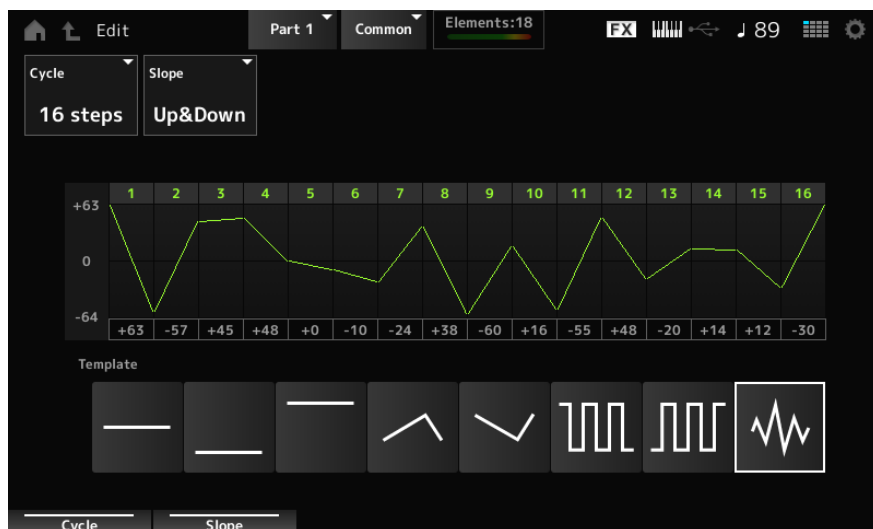 Edit
Part 1
Common
Elements:18
FX
♩ 89
Cycle
16 steps
Slope
Up&Down
1 2 3 4 5 6 7 8 9 10 11 12 13 14 15 16
+63
0
-64
+63 -57 +45 +48 +0 -10 -24 +38 -60 +16 -55 +48 -20 +14 +12 -30
Template
Cycle
Slope